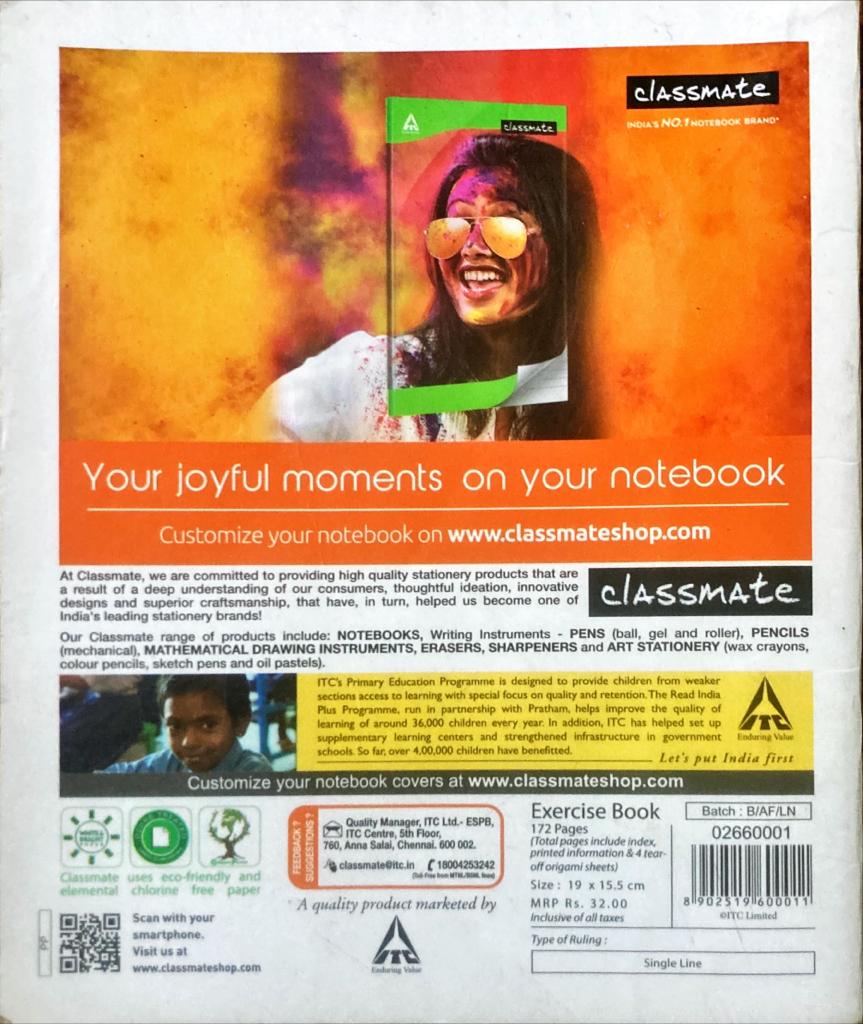 classmate
INDIA'S NO.1 NOTEBOOK BRAND*
ITC
classmate
Your joyful moments on your notebook
Customize your notebook on www.classmateshop.com
At Classmate, we are committed to providing high quality stationery products that are
a result of a deep understanding of our consumers, thoughtful ideation, innovative
designs and superior craftsmanship, that have, in turn, helped us become one of
India's leading stationery brands!
classmate
Our Classmate range of products include: NOTEBOOKS, Writing Instruments - PENS (ball, gel and roller), PENCILS
(mechanical), MATHEMATICAL DRAWING INSTRUMENTS, ERASERS, SHARPENERS and ART STATIONERY (wax crayons,
colour pencils, sketch pens and oil pastels).
ITC's Primary Education Programme is designed to provide children from weaker
sections access to learning with special focus on quality and retention. The Read India
Plus Programme, run in partnership with Pratham, helps improve the quality of
learning of around 36,000 children every year. In addition, ITC has helped set up
supplementary learning centers and strengthened infrastructure in government
schools. So far, over 4,00,000 children have benefitted.
ITC
Enduring Value
Let's put India first
Customize your notebook covers at www.classmateshop.com
Classmate uses eco-friendly and
elemental chlorine free paper
FEEDBACK ?
SUGGESTIONS ?
Quality Manager, ITC Ltd.- ESPB,
ITC Centre, 5th Floor,
760, Anna Salai, Chennai. 600 002.
classmate@itc.in 18004253242
(Toll-Free from MTNL/BSNL lines)
A quality product marketed by
ITC
Enduring Value
PP
Scan with your
smartphone.
Visit us at
www.classmateshop.com
Exercise Book
172 Pages
(Total pages include index,
printed information & 4 tear-
off origami sheets)
Size : 19 x 15.5 cm
MRP Rs. 32.00
Inclusive of all taxes
Batch : B/AF/LN
02660001
8 902519 600011
©ITC Limited
Type of Ruling :
Single Line